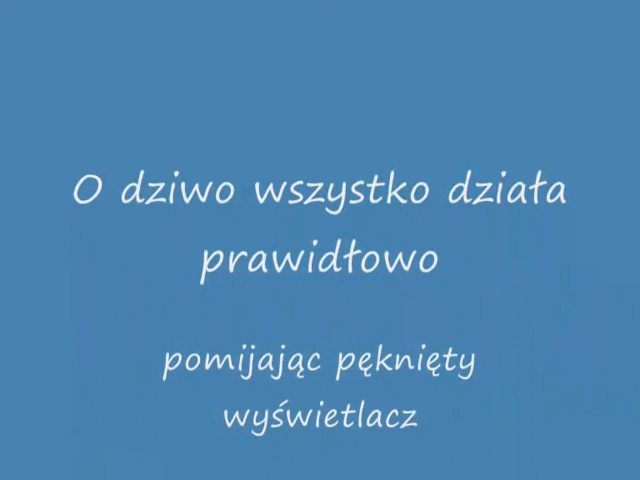 O dziwo wszystko działa
prawidłowo
pomijając pęknięty
wyświetlacz